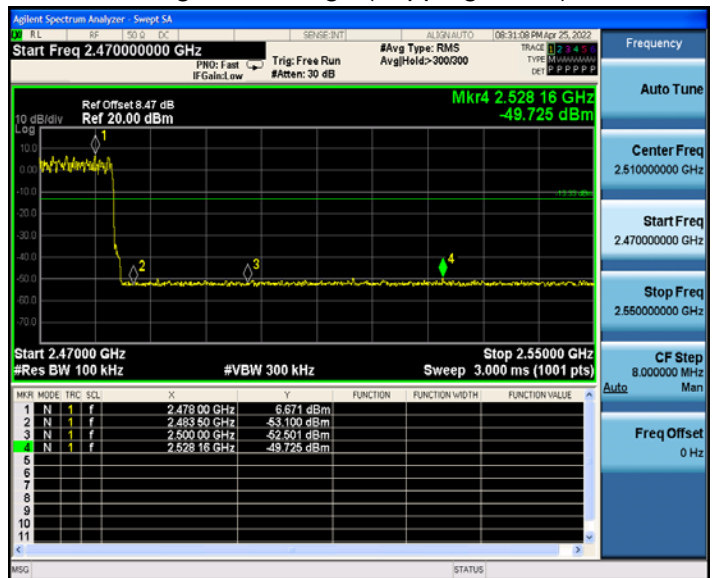 Agilent Spectrum Analyzer - Swept SA
RL RF 50 Ω DC SENSE:INT ALIGN AUTO 08:31:08 PM Apr 25, 2022
Start Freq 2.470000000 GHz
PNO: Fast
IFGain:Low
Trig: Free Run
#Atten: 30 dB
#Avg Type: RMS
Avg|Hold:>300/300
TRACE 1 2 3 4 5 6
TYPE M
DET P P P P P P
Ref Offset 8.47 dB
10 dB/div Ref 20.00 dBm
Log
Mkr4 2.528 16 GHz
-49.725 dBm
10.0
0.00
-10.0
-20.0
-30.0
-40.0
-50.0
-60.0
-70.0
1
2
3
4
Start 2.47000 GHz Stop 2.55000 GHz
#Res BW 100 kHz #VBW 300 kHz Sweep 3.000 ms (1001 pts)
MKR MODE TRC SCL X Y FUNCTION FUNCTION WIDTH FUNCTION VALUE
1 N 1 f 2.478 00 GHz 6.671 dBm
2 N 1 f 2.483 50 GHz -53.100 dBm
3 N 1 f 2.500 00 GHz -52.501 dBm
4 N 1 f 2.528 16 GHz -49.725 dBm
5
6
7
8
9
10
11
MSG STATUS
Frequency
Auto Tune
Center Freq
2.510000000 GHz
Start Freq
2.470000000 GHz
Stop Freq
2.550000000 GHz
CF Step
8.000000 MHz
Auto Man
Freq Offset
0 Hz